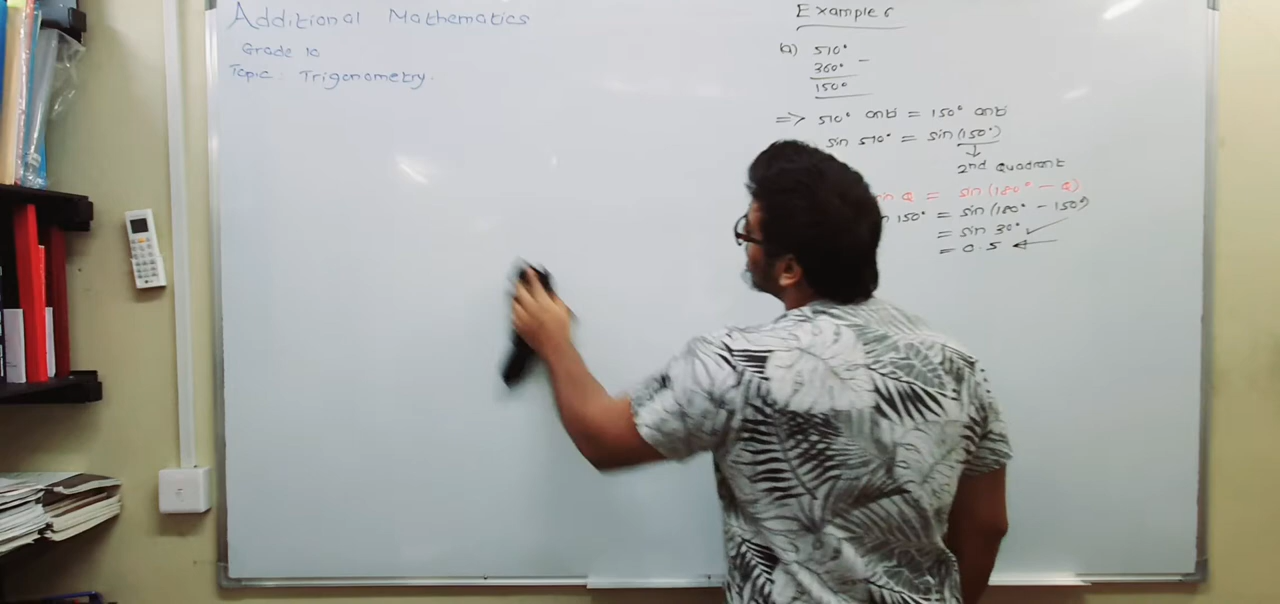 Additional Mathematics
Grade 10
Topic : Trigonometry.
Example 6
(a) 510°
360° -
150°
=> 510° anti = 150° anti
sin 510° = sin (150°)
↓
2nd Quadrant
= sin (180° - Q)
150° = sin (180° - 150°)
= sin 30° ✓
= 0.5 ←